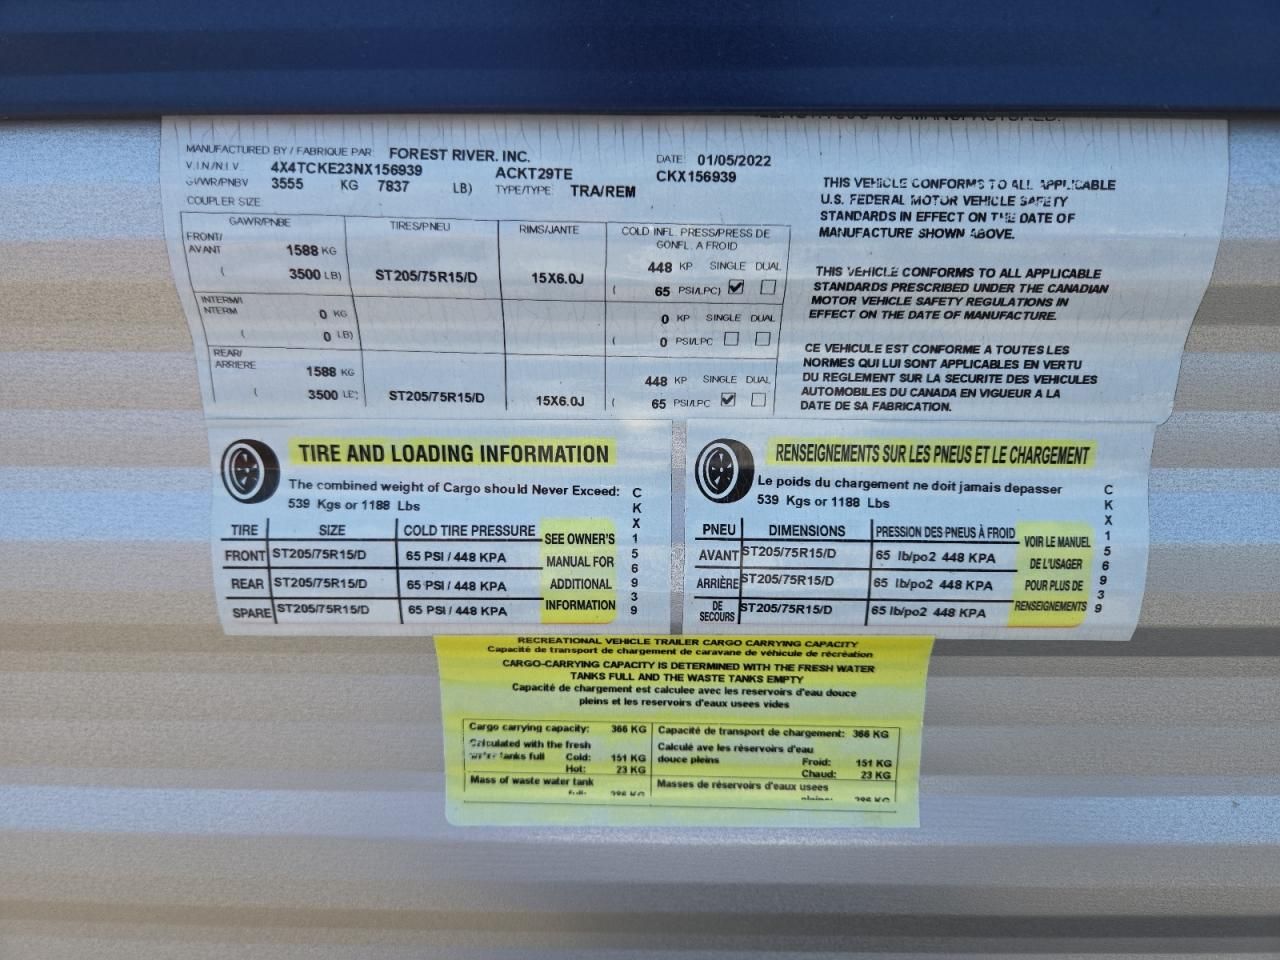 MANUFACTURED BY / FABRIQUE PAR: FOREST RIVER, INC. DATE: 01/05/2022
V.I.N./N.I.V. 4X4TCKE23NX156939 ACKT29TE CKX156939
GVWR/PNBV 3555 KG 7837 LB) TYPE/TYPE: TRA/REM
COUPLER SIZE
GAWR/PNBE TIRES/PNEU RIMS/JANTE COLD INFL. PRESS/PRESS DE
GONFL. A FROID
FRONT/
AVANT 1588 KG 448 KP SINGLE DUAL
( 3500 LB) ST205/75R15/D 15X6.0J ( 65 PSI/LPC)
INTERM/
INTERM 0 KG 0 KP SINGLE DUAL
( 0 LB) ( 0 PSI/LPC
REAR/
ARRIERE 1588 KG 448 KP SINGLE DUAL
( 3500 ST205/75R15/D 15X6.0J ( 65 PSI/LPC
THIS VEHICLE CONFORMS TO ALL APPLICABLE
U.S. FEDERAL MOTOR VEHICLE SAFETY
STANDARDS IN EFFECT ON THE DATE OF
MANUFACTURE SHOWN ABOVE.
THIS VEHICLE CONFORMS TO ALL APPLICABLE
STANDARDS PRESCRIBED UNDER THE CANADIAN
MOTOR VEHICLE SAFETY REGULATIONS IN
EFFECT ON THE DATE OF MANUFACTURE.
CE VEHICULE EST CONFORME A TOUTES LES
NORMES QUI LUI SONT APPLICABLES EN VERTU
DU REGLEMENT SUR LA SECURITE DES VEHICULES
AUTOMOBILES DU CANADA EN VIGUEUR A LA
DATE DE SA FABRICATION.
TIRE AND LOADING INFORMATION
The combined weight of Cargo should Never Exceed:
539 Kgs or 1188 Lbs
TIRE SIZE COLD TIRE PRESSURE
FRONT ST205/75R15/D 65 PSI / 448 KPA
REAR ST205/75R15/D 65 PSI / 448 KPA
SPARE ST205/75R15/D 65 PSI / 448 KPA
SEE OWNER'S
MANUAL FOR
ADDITIONAL
INFORMATION
CKX156939
RENSEIGNEMENTS SUR LES PNEUS ET LE CHARGEMENT
Le poids du chargement ne doit jamais depasser
539 Kgs or 1188 Lbs
PNEU DIMENSIONS PRESSION DES PNEUS À FROID
AVANT ST205/75R15/D 65 lb/po2 448 KPA
ARRIÈRE ST205/75R15/D 65 lb/po2 448 KPA
DE
SECOURS ST205/75R15/D 65 lb/po2 448 KPA
VOIR LE MANUEL
DE L'USAGER
POUR PLUS DE
RENSEIGNEMENTS
CKX156939
RECREATIONAL VEHICLE TRAILER CARGO CARRYING CAPACITY
Capacité de transport de chargement de caravane de véhicule de récréation
CARGO-CARRYING CAPACITY IS DETERMINED WITH THE FRESH WATER
TANKS FULL AND THE WASTE TANKS EMPTY
Capacité de chargement est calculee avec les reservoirs d'eau douce
pleins et les reservoirs d'eaux usees vides
Cargo carrying capacity: 366 KG
Calculated with the fresh
water tanks full Cold: 151 KG
Hot: 23 KG
Mass of waste water tank
full: 386 KG
Capacité de transport de chargement: 366 KG
Calculé ave les réservoirs d'eau
douce pleins Froid: 151 KG
Chaud: 23 KG
Masses de réservoirs d'eaux usees
pleins: 386 KG